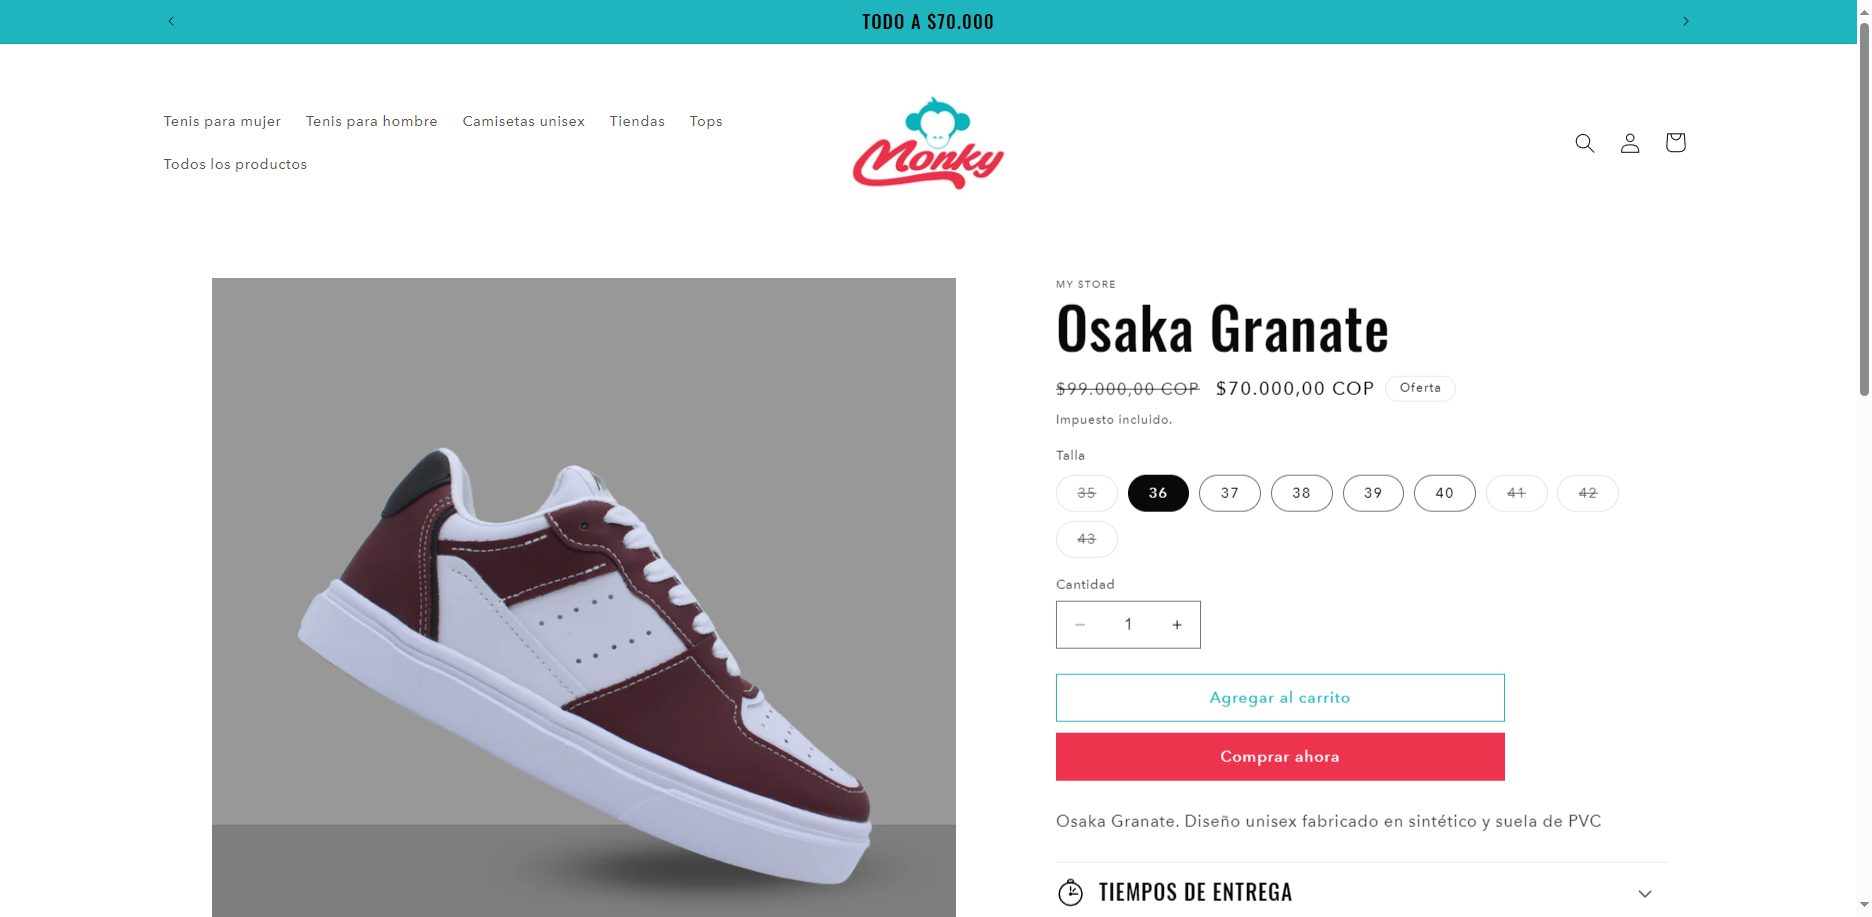 TODO A $70.000
Tenis para mujer Tenis para hombre Camisetas unisex Tiendas Tops
Todos los productos
Monky
MY STORE
Osaka Granate
$99.000,00 COP $70.000,00 COP Oferta
Impuesto incluido.
Talla
35 36 37 38 39 40 41 42
43
Cantidad
− 1 +
Agregar al carrito
Comprar ahora
Osaka Granate. Diseño unisex fabricado en sintético y suela de PVC
TIEMPOS DE ENTREGA